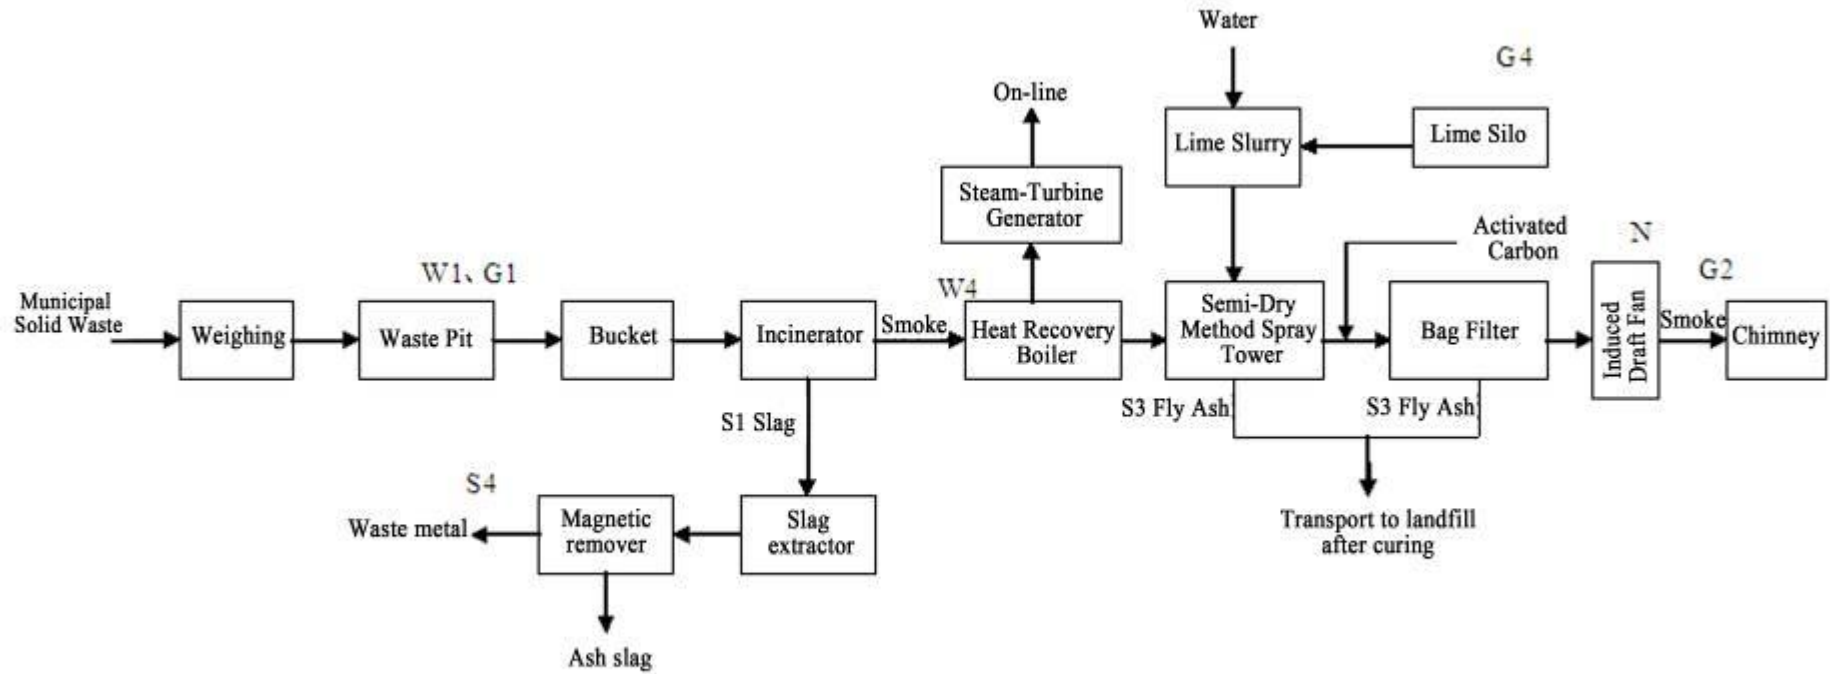 Water
G4
On-line
Lime Slurry
Lime Silo
Steam-Turbine
Generator
Activated
Carbon
N
W1、G1
W4
G2
Municipal
Solid Waste
Weighing
Waste Pit
Bucket
Incinerator
Smoke
Heat Recovery
Boiler
Semi-Dry
Method Spray
Tower
Bag Filter
Induced
Draft Fan
Smoke
Chimney
S1 Slag
S3 Fly Ash
S3 Fly Ash
S4
Waste metal
Magnetic
remover
Slag
extractor
Transport to landfill
after curing
Ash slag